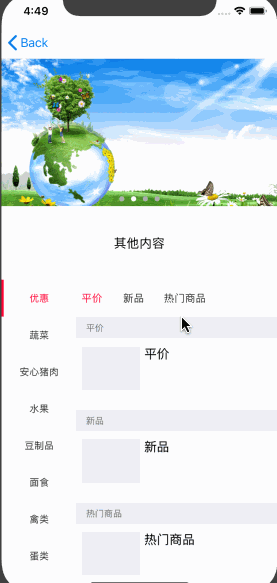 4:49
Back
其他内容
优惠 平价 新品 热门商品
蔬菜
安心猪肉
水果
豆制品
面食
禽类
蛋类
平价
平价
新品
新品
热门商品
热门商品